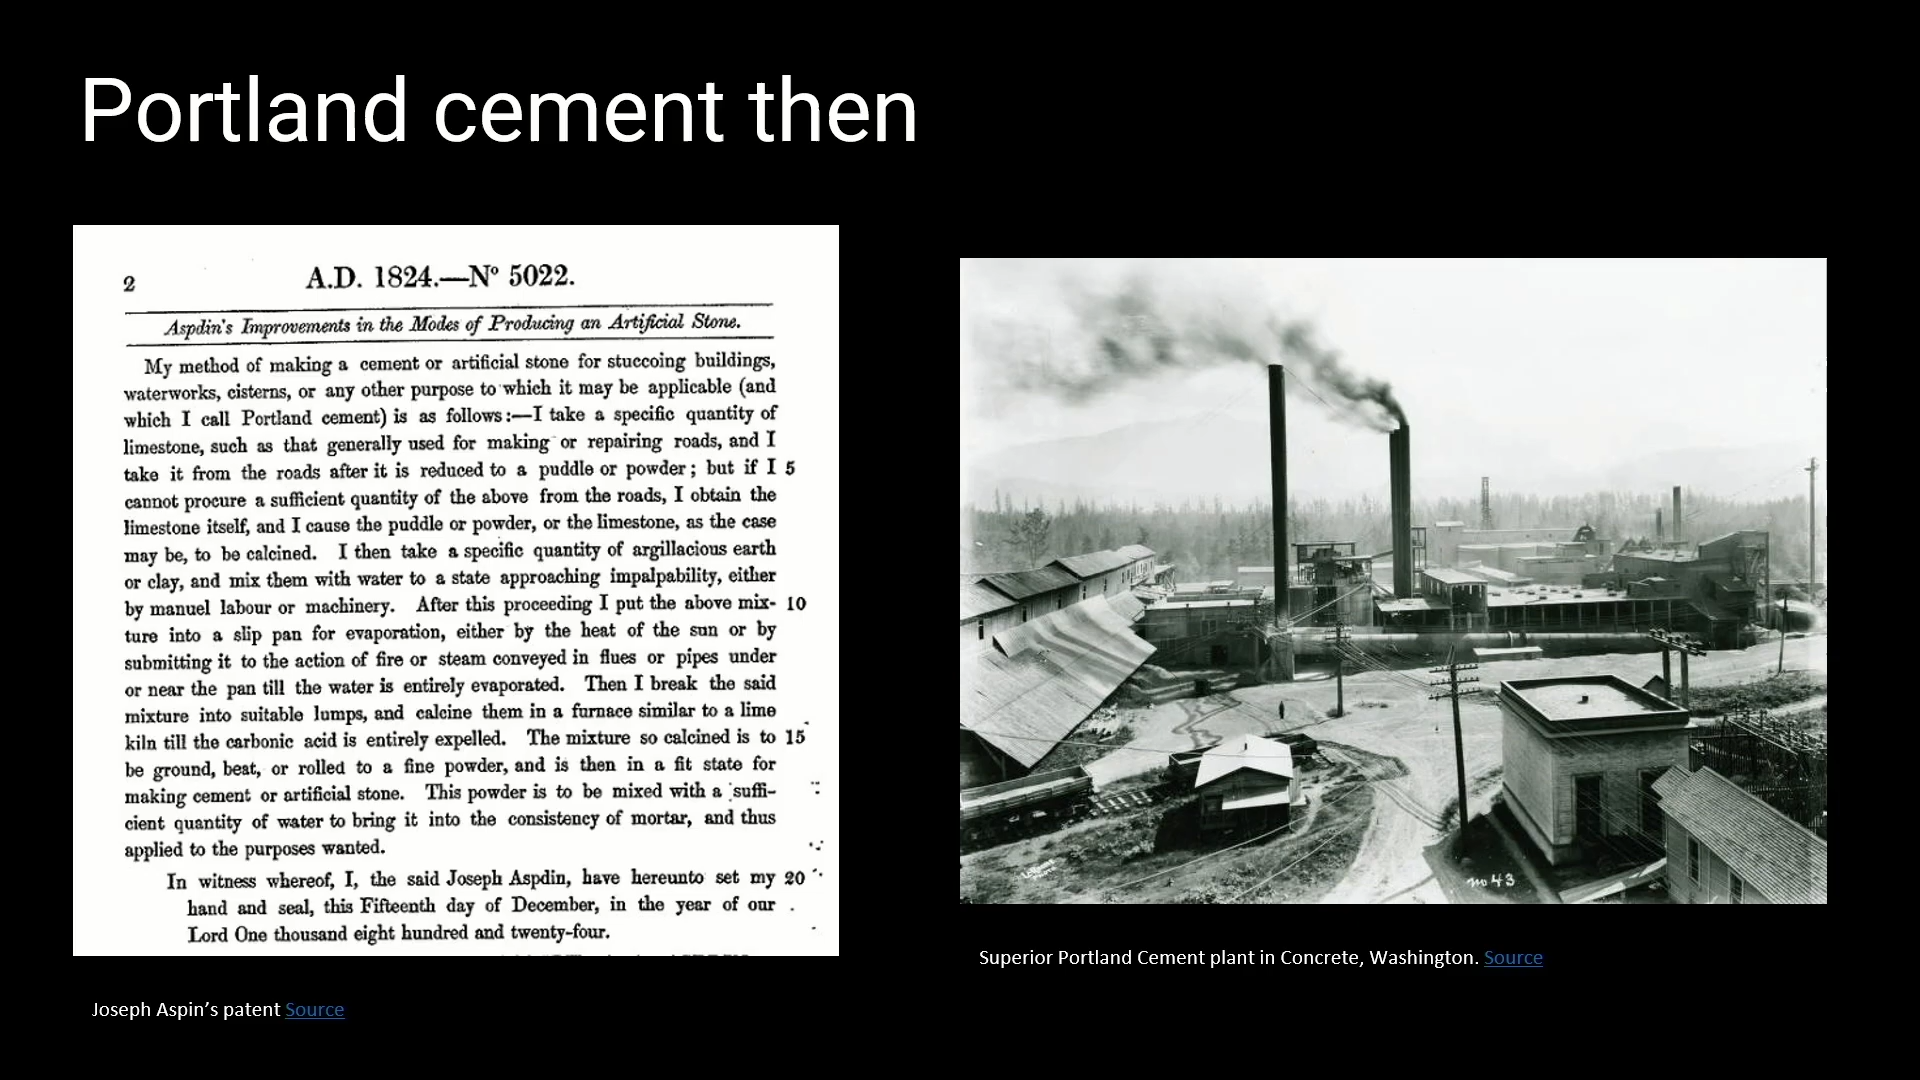 Portland cement then
2
A.D. 1824.—Nº 5022.
Aspdin's Improvements in the Modes of Producing an Artificial Stone.
My method of making a cement or artificial stone for stuccoing buildings,
waterworks, cisterns, or any other purpose to which it may be applicable (and
which I call Portland cement) is as follows:—I take a specific quantity of
limestone, such as that generally used for making or repairing roads, and I
take it from the roads after it is reduced to a puddle or powder; but if I 5
cannot procure a sufficient quantity of the above from the roads, I obtain the
limestone itself, and I cause the puddle or powder, or the limestone, as the case
may be, to be calcined. I then take a specific quantity of argillacious earth
or clay, and mix them with water to a state approaching impalpability, either
by manuel labour or machinery. After this proceeding I put the above mix- 10
ture into a slip pan for evaporation, either by the heat of the sun or by
submitting it to the action of fire or steam conveyed in flues or pipes under
or near the pan till the water is entirely evaporated. Then I break the said
mixture into suitable lumps, and calcine them in a furnace similar to a lime
kiln till the carbonic acid is entirely expelled. The mixture so calcined is to 15
be ground, beat, or rolled to a fine powder, and is then in a fit state for
making cement or artificial stone. This powder is to be mixed with a suffi-
cient quantity of water to bring it into the consistency of mortar, and thus
applied to the purposes wanted.
In witness whereof, I, the said Joseph Aspdin, have hereunto set my 20
hand and seal, this Fifteenth day of December, in the year of our
Lord One thousand eight hundred and twenty-four.
Joseph Aspin’s patent Source
no 43
Superior Portland Cement plant in Concrete, Washington. Source